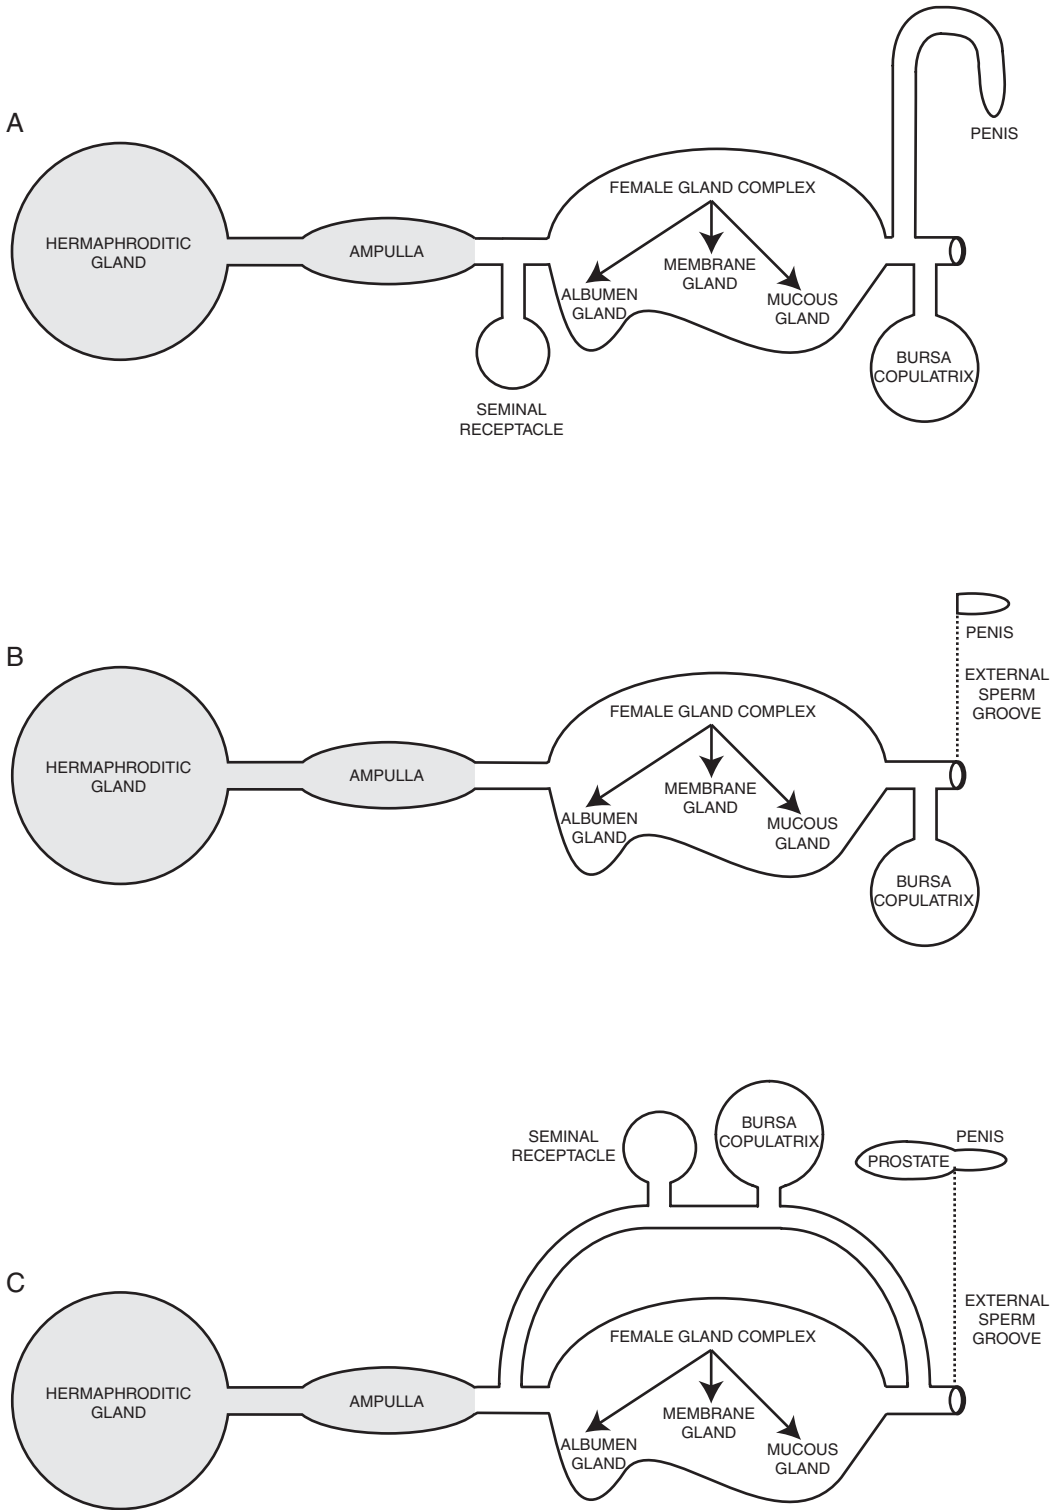 A
PENIS
HERMAPHRODITIC
GLAND
AMPULLA
FEMALE GLAND COMPLEX
ALBUMEN
GLAND
MEMBRANE
GLAND
MUCOUS
GLAND
BURSA
COPULATRIX
SEMINAL
RECEPTACLE
B
PENIS
EXTERNAL
SPERM
GROOVE
HERMAPHRODITIC
GLAND
AMPULLA
FEMALE GLAND COMPLEX
ALBUMEN
GLAND
MEMBRANE
GLAND
MUCOUS
GLAND
BURSA
COPULATRIX
C
SEMINAL
RECEPTACLE
BURSA
COPULATRIX
PROSTATE
PENIS
EXTERNAL
SPERM
GROOVE
HERMAPHRODITIC
GLAND
AMPULLA
FEMALE GLAND COMPLEX
ALBUMEN
GLAND
MEMBRANE
GLAND
MUCOUS
GLAND